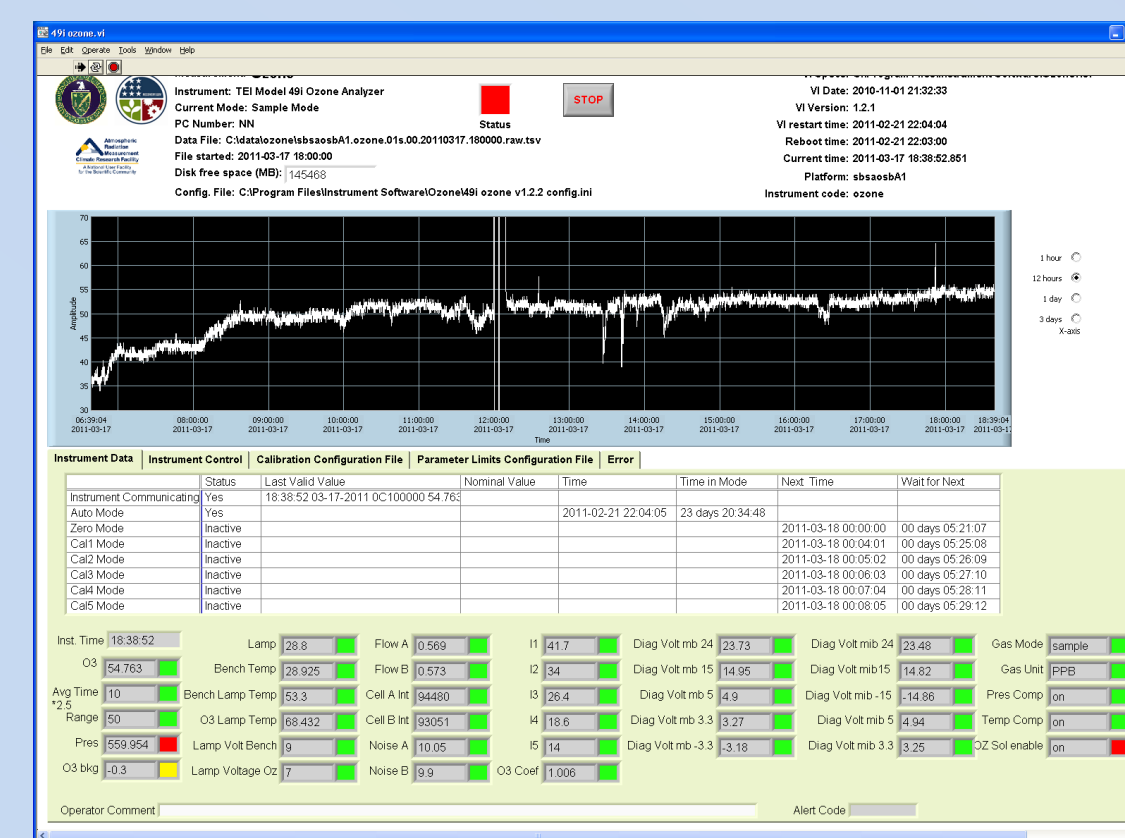 49i ozone.vi
File Edit Operate Tools Window Help
Ozone
Instrument: TEI Model 49i Ozone Analyzer
Current Mode: Sample Mode
PC Number: NN
Data File: C:\data\ozone\sbsaosbA1.ozone.01s.00.20110317.180000.raw.tsv
File started: 2011-03-17 18:00:00
Disk free space (MB): 145468
Config. File: C:\Program Files\Instrument Software\Ozone\49i ozone v1.2.2 config.ini
Status
STOP
VI Date: 2010-11-01 21:32:33
VI Version: 1.2.1
VI restart time: 2011-02-21 22:04:04
Reboot time: 2011-02-21 22:03:00
Current time: 2011-03-17 18:38:52.851
Platform: sbsaosbA1
Instrument code: ozone
Atmospheric
Radiation
Measurement
Climate Research Facility
A National User Facility
for the Scientific Community
70
65
60
55
50
45
40
35
30
Amplitude
06:39:04 08:00:00 09:00:00 10:00:00 11:00:00 12:00:00 13:00:00 14:00:00 15:00:00 16:00:00 17:00:00 18:00:00 18:39:04
2011-03-17 2011-03-17 2011-03-17 2011-03-17 2011-03-17 2011-03-17 2011-03-17 2011-03-17 2011-03-17 2011-03-17 2011-03-17 2011-03-17 2011-03-17
Time
1 hour
12 hours
1 day
3 days
X-axis
Instrument Data Instrument Control Calibration Configuration File Parameter Limits Configuration File Error
Status Last Valid Value Nominal Value Time Time in Mode Next Time Wait for Next
Instrument Communicating Yes 18:38:52 03-17-2011 0C100000 54.763
Auto Mode Yes 2011-02-21 22:04:05 23 days 20:34:48
Zero Mode Inactive 2011-03-18 00:00:00 00 days 05:21:07
Cal1 Mode Inactive 2011-03-18 00:04:01 00 days 05:25:08
Cal2 Mode Inactive 2011-03-18 00:05:02 00 days 05:26:09
Cal3 Mode Inactive 2011-03-18 00:06:03 00 days 05:27:10
Cal4 Mode Inactive 2011-03-18 00:07:04 00 days 05:28:11
Cal5 Mode Inactive 2011-03-18 00:08:05 00 days 05:29:12
Inst. Time 18:38:52
O3 54.763
Avg Time 10
*2.5
Range 50
Pres 559.954
O3 bkg -0.3
Lamp 28.8
Bench Temp 28.925
Bench Lamp Temp 53.3
O3 Lamp Temp 68.432
Lamp Volt Bench 9
Lamp Voltage Oz 7
Flow A 0.569
Flow B 0.573
Cell A Int 94480
Cell B Int 93051
Noise A 10.05
Noise B 9.9
I1 41.7
I2 34
I3 26.4
I4 18.6
I5 14
O3 Coef 1.006
Diag Volt mb 24 23.73
Diag Volt mb 15 14.95
Diag Volt mb 5 4.9
Diag Volt mb 3.3 3.27
Diag Volt mb -3.3 -3.18
Diag Volt mib 24 23.48
Diag Volt mib15 14.82
Diag Volt mib -15 -14.86
Diag Volt mib 5 4.94
Diag Volt mib 3.3 3.25
Gas Mode sample
Gas Unit PPB
Pres Comp on
Temp Comp on
OZ Sol enable on
Operator Comment
Alert Code